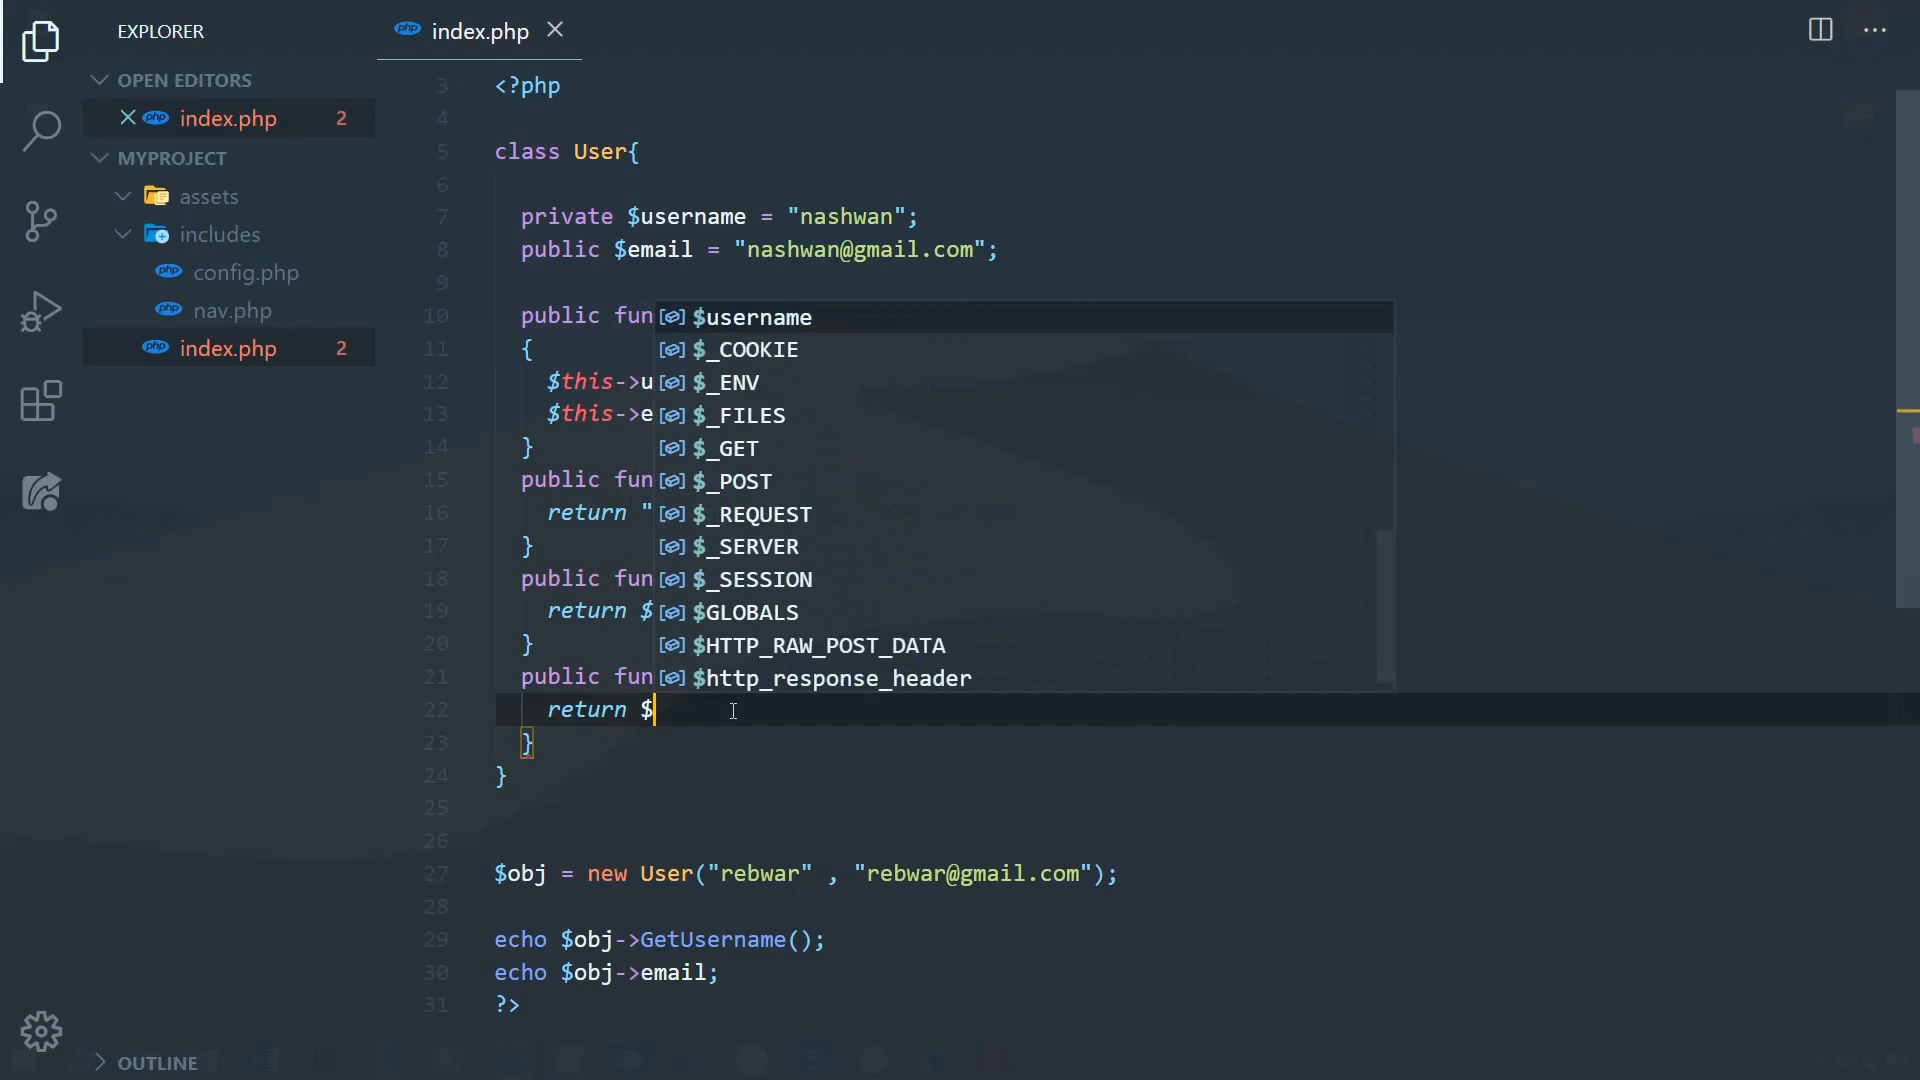 EXPLORER
OPEN EDITORS
php index.php 2
MYPROJECT
assets
includes
php config.php
php nav.php
php index.php 2
OUTLINE
php index.php
3 <?php
4
5 class User{
6
7 private $username = "nashwan";
8 public $email = "nashwan@gmail.com";
9
10 public fun
11 {
12 $this->u
13 $this->e
14 }
15 public fun
16 return "
17 }
18 public fun
19 return $
20 }
21 public fun
22 return $
23 }
24 }
25
26
27 $obj = new User("rebwar" , "rebwar@gmail.com");
28
29 echo $obj->GetUsername();
30 echo $obj->email;
31 ?>
$username
$_COOKIE
$_ENV
$_FILES
$_GET
$_POST
$_REQUEST
$_SERVER
$_SESSION
$GLOBALS
$HTTP_RAW_POST_DATA
$http_response_header